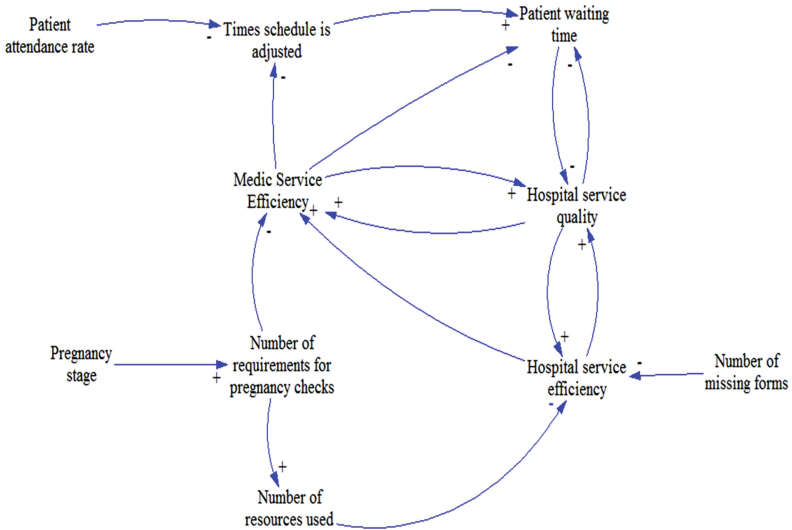 Patient
attendance rate
-
Times schedule is
adjusted
-
+
Patient waiting
time
-
-
-
Medic Service
Efficiency
+
+
-
+
Hospital service
quality
+
Pregnancy
stage
+
Number of
requirements for
pregnancy checks
+
Hospital service
efficiency
-
-
Number of
missing forms
+
Number of
resources used